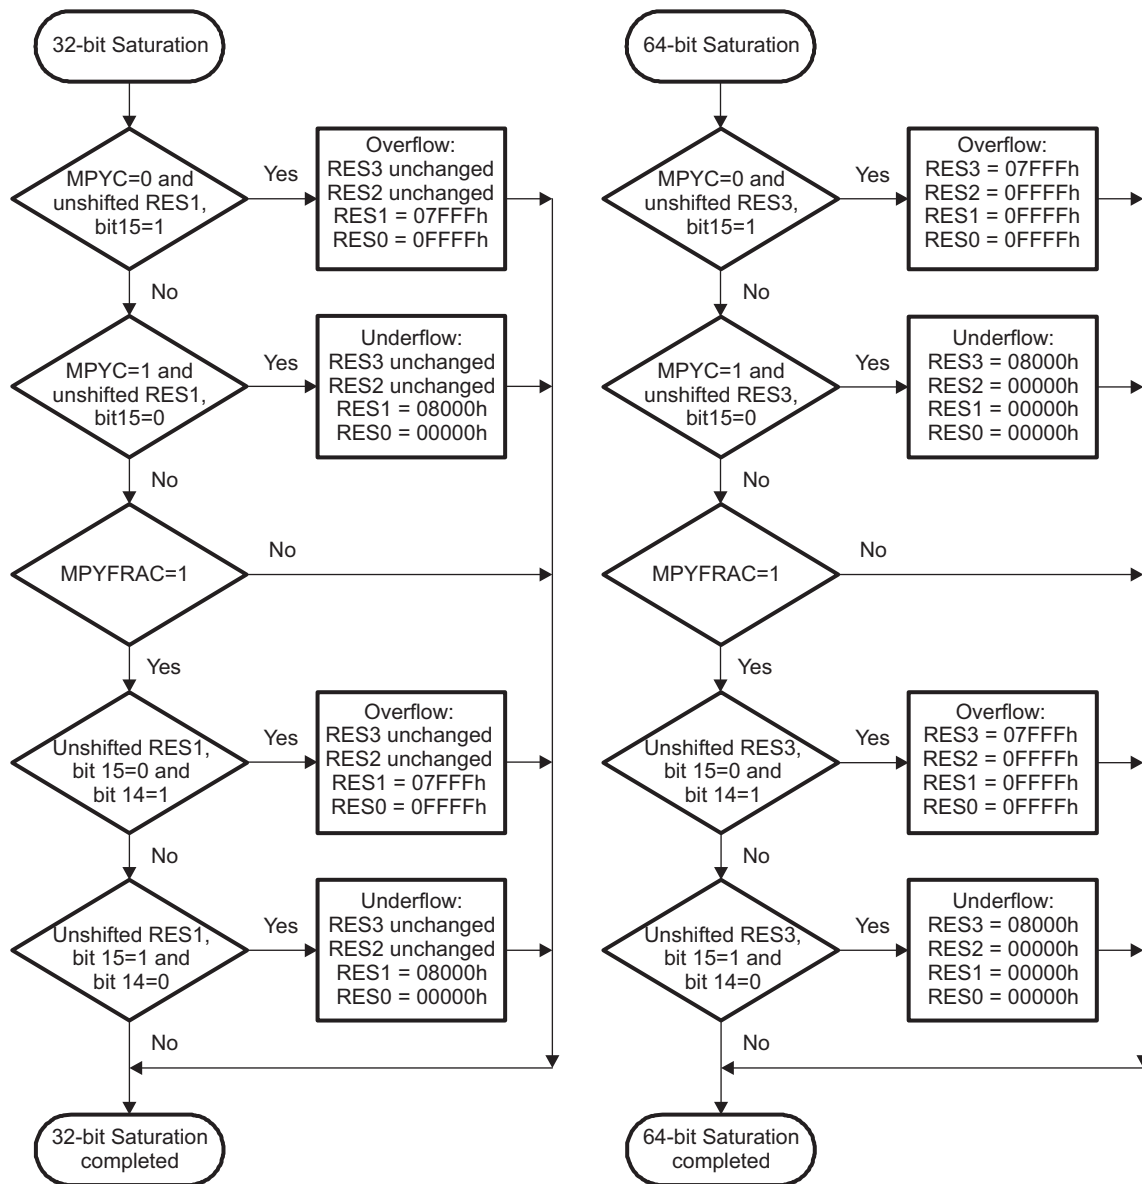 32-bit Saturation
MPYC=0 and
unshifted RES1,
bit15=1
Yes
Overflow:
RES3 unchanged
RES2 unchanged
RES1 = 07FFFh
RES0 = 0FFFFh
No
MPYC=1 and
unshifted RES1,
bit15=0
Yes
Underflow:
RES3 unchanged
RES2 unchanged
RES1 = 08000h
RES0 = 00000h
No
MPYFRAC=1
No
Yes
Unshifted RES1,
bit 15=0 and
bit 14=1
Yes
Overflow:
RES3 unchanged
RES2 unchanged
RES1 = 07FFFh
RES0 = 0FFFFh
No
Unshifted RES1,
bit 15=1 and
bit 14=0
Yes
Underflow:
RES3 unchanged
RES2 unchanged
RES1 = 08000h
RES0 = 00000h
No
32-bit Saturation
completed
64-bit Saturation
MPYC=0 and
unshifted RES3,
bit15=1
Yes
Overflow:
RES3 = 07FFFh
RES2 = 0FFFFh
RES1 = 0FFFFh
RES0 = 0FFFFh
No
MPYC=1 and
unshifted RES3,
bit15=0
Yes
Underflow:
RES3 = 08000h
RES2 = 00000h
RES1 = 00000h
RES0 = 00000h
No
MPYFRAC=1
No
Yes
Unshifted RES3,
bit 15=0 and
bit 14=1
Yes
Overflow:
RES3 = 07FFFh
RES2 = 0FFFFh
RES1 = 0FFFFh
RES0 = 0FFFFh
No
Unshifted RES3,
bit 15=1 and
bit 14=0
Yes
Underflow:
RES3 = 08000h
RES2 = 00000h
RES1 = 00000h
RES0 = 00000h
No
64-bit Saturation
completed